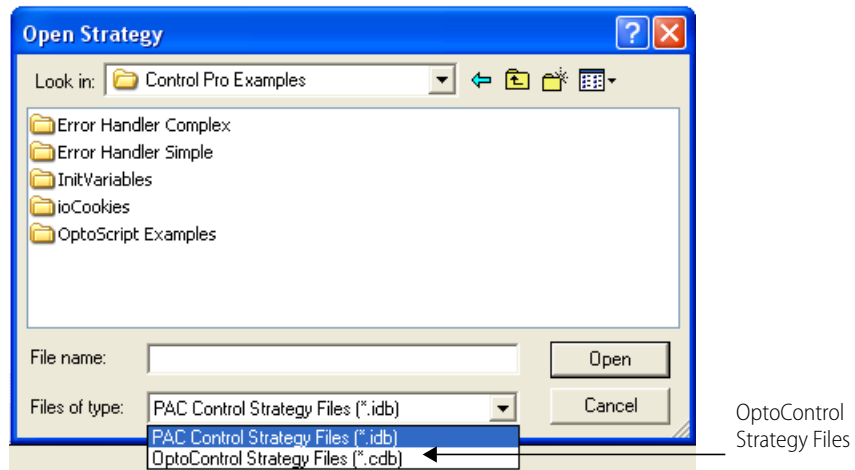 Open Strategy
Look in: Control Pro Examples
Error Handler Complex
Error Handler Simple
InitVariables
ioCookies
OptoScript Examples
File name:
Open
Files of type: PAC Control Strategy Files (*.idb)
Cancel
PAC Control Strategy Files (*.idb)
OptoControl Strategy Files (*.cdb)
OptoControl
Strategy Files